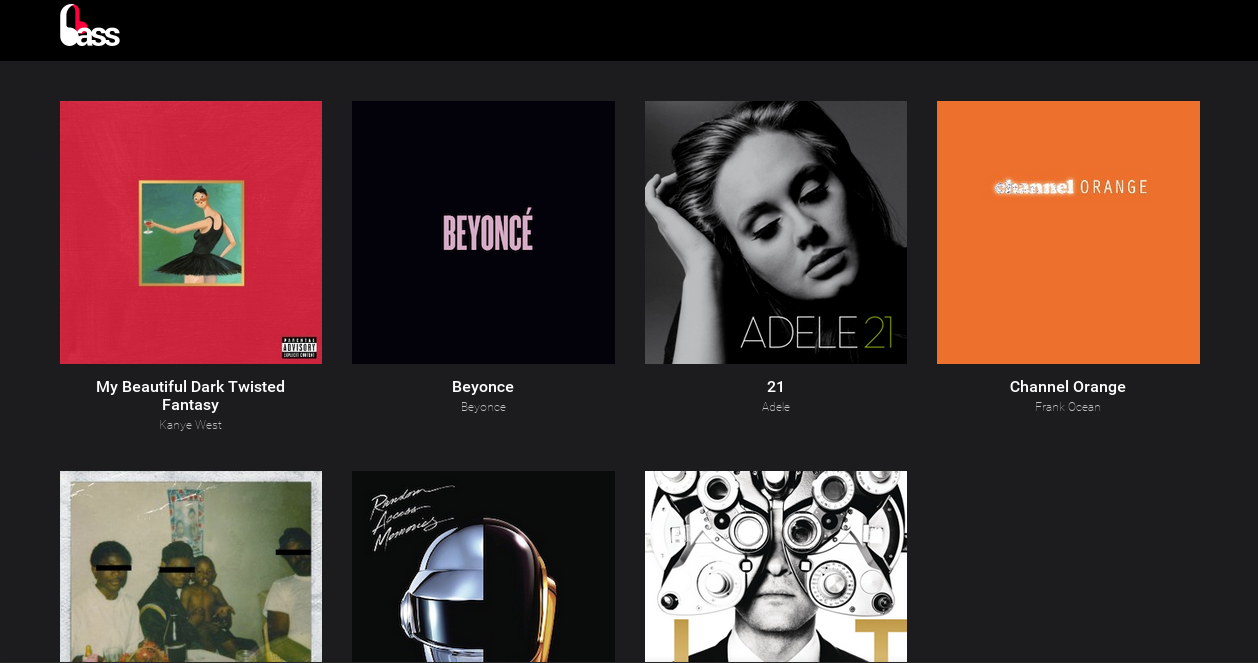 bass
BEYONCÉ
ADELE 21
channel ORANGE
PARENTAL
ADVISORY
EXPLICIT CONTENT
My Beautiful Dark Twisted
Fantasy
Kanye West
Beyonce
Beyonce
21
Adele
Channel Orange
Frank Ocean
Random
Access
Memories